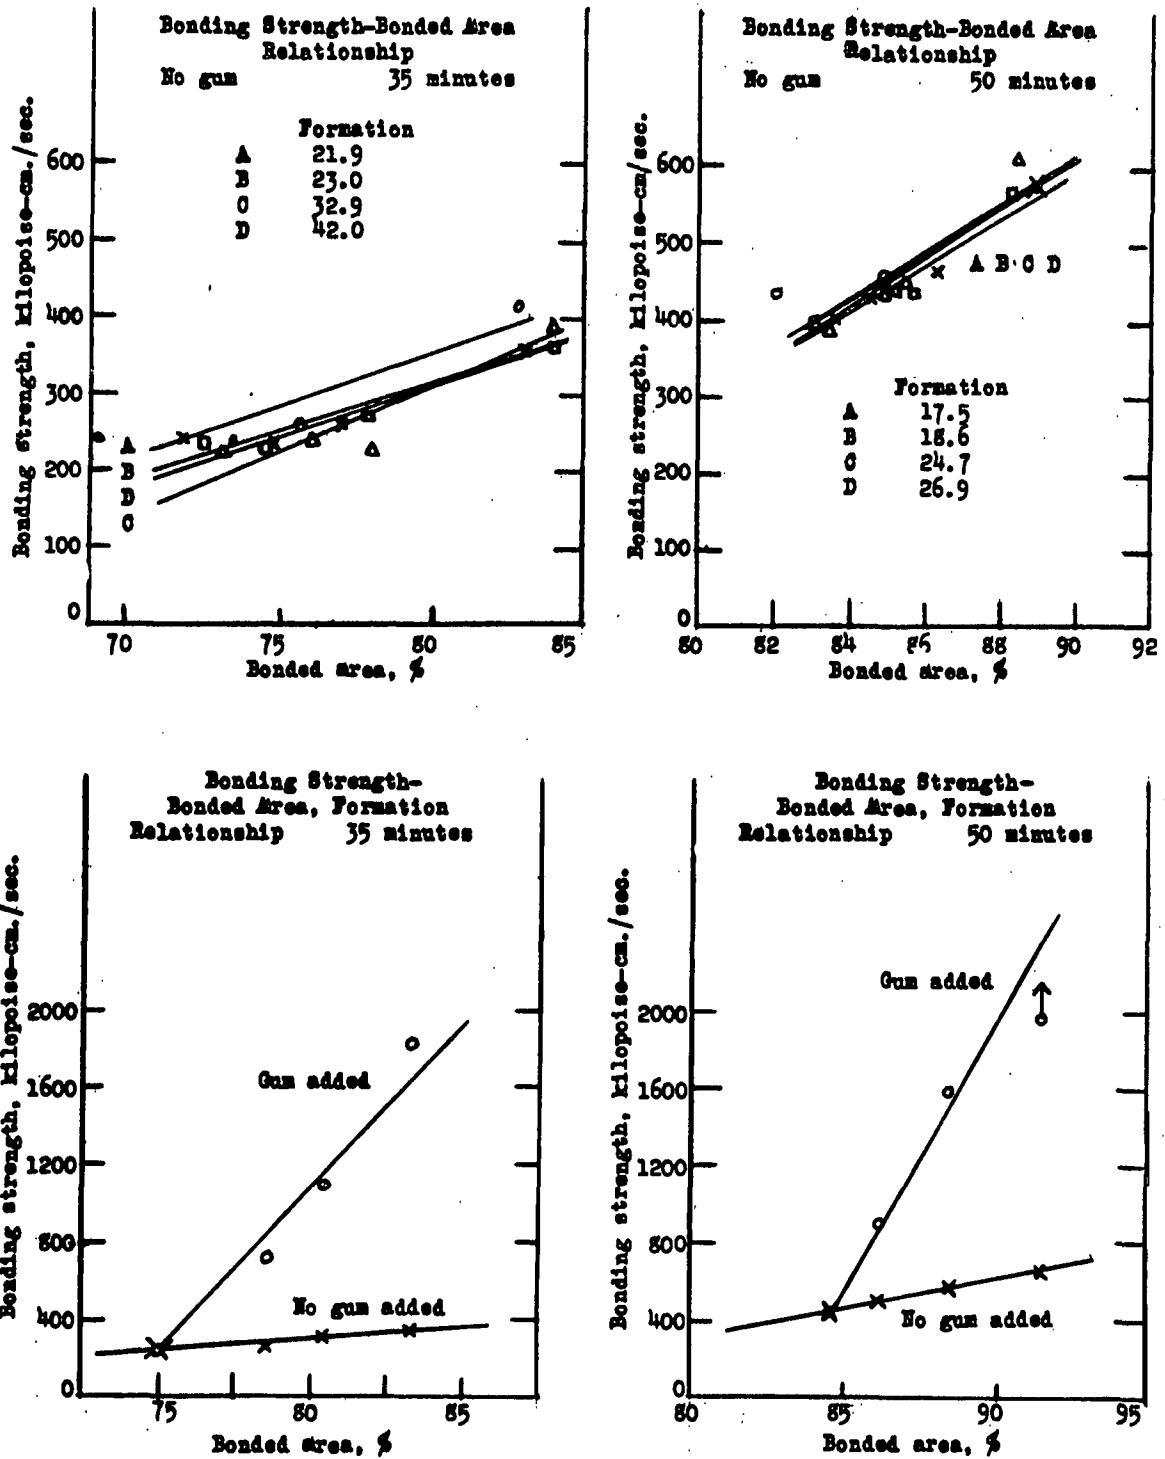 Bonding Strength-Bonded Area
Relationship
No gum 35 minutes
Formation
A 21.9
B 23.0
C 32.9
D 42.0
Bonding Strength, kilopoise-cm./sec.
600
500
400
300
200
100
0
A
B
D
C
70 75 80 85
Bonded area, %
Bonding Strength-Bonded Area
Relationship
No gum 50 minutes
Bonding strength, kilopoise-cm/sec.
600
500
400
300
200
100
0
A B C D
Formation
A 17.5
B 18.6
C 24.7
D 26.9
80 82 84 86 88 90 92
Bonded area, %
Bonding Strength-
Bonded Area, Formation
Relationship 35 minutes
Bonding strength, kilopoise-cm./sec.
2000
1600
1200
800
400
0
Gum added
No gum added
75 80 85
Bonded area, %
Bonding Strength-
Bonded Area, Formation
Relationship 50 minutes
Bonding strength, kilopoise-cm./sec.
2000
1600
1200
800
400
0
Gum added
No gum added
80 85 90 95
Bonded area, %